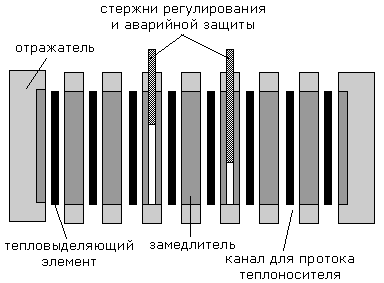 стержни регулирования
и аварийной защиты
отражатель
тепловыделяющий
элемент
замедлитель
канал для протока
теплоносителя